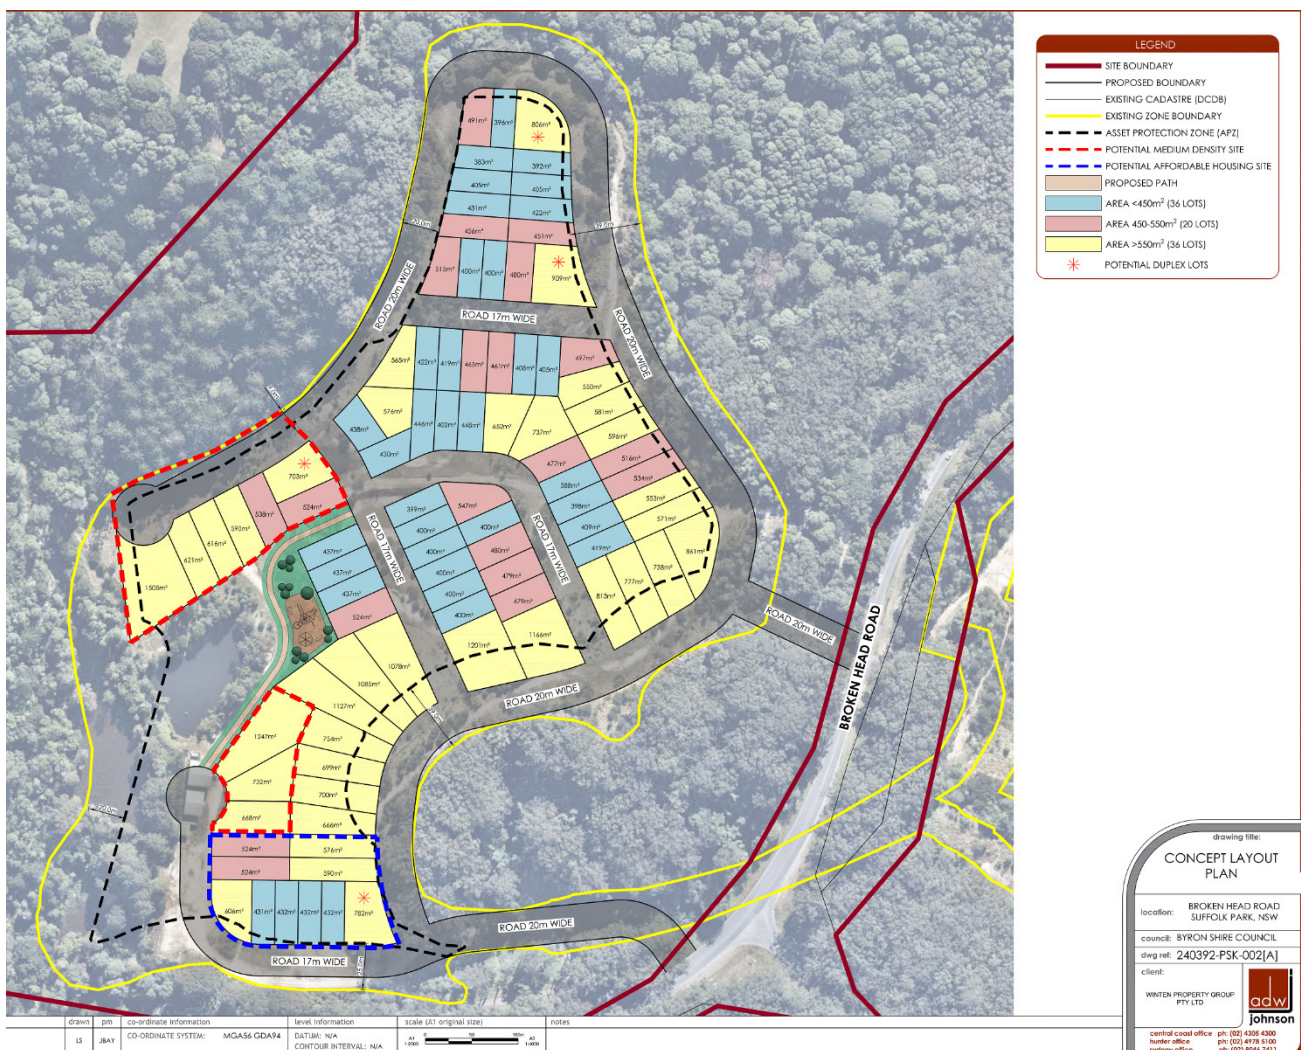 LEGEND
SITE BOUNDARY
PROPOSED BOUNDARY
EXISTING CADASTRE (DCDB)
EXISTING ZONE BOUNDARY
ASSET PROTECTION ZONE (APZ)
POTENTIAL MEDIUM DENSITY SITE
POTENTIAL AFFORDABLE HOUSING SITE
PROPOSED PATH
AREA <450m² (36 LOTS)
AREA 450-550m² (20 LOTS)
AREA >550m² (36 LOTS)
POTENTIAL DUPLEX LOTS
491m²
396m²
806m²
383m²
392m²
405m²
405m²
431m²
422m²
456m²
451m²
20.0m
515m²
400m²
400m²
480m²
909m²
ROAD 20m WIDE
ROAD 17m WIDE
ROAD 20m WIDE
565m²
422m²
419m²
465m²
461m²
408m²
408m²
497m²
550m²
576m²
581m²
438m²
446m²
402m²
448m²
652m²
737m²
596m²
430m²
477m²
516m²
534m²
703m²
388m²
553m²
524m²
538m²
398m²
571m²
590m²
409m²
616m²
419m²
621m²
1505m²
399m²
547m²
400m²
400m²
ROAD 17m WIDE
ROAD 17m WIDE
437m²
400m²
480m²
437m²
400m²
479m²
437m²
400m²
479m²
524m²
400m²
861m²
738m²
777m²
813m²
1166m²
1201m²
ROAD 20m WIDE
BROKEN HEAD ROAD
1078m²
1085m²
1127m²
ROAD 20m WIDE
1247m²
754m²
699m²
732m²
700m²
668m²
666m²
20.0m
524m²
576m²
524m²
590m²
606m²
431m²
432m²
432m²
432m²
782m²
ROAD 20m WIDE
ROAD 17m WIDE
25.0m
drawing title:
CONCEPT LAYOUT
PLAN
location: BROKEN HEAD ROAD
SUFFOLK PARK, NSW
council: BYRON SHIRE COUNCIL
dwg ref: 240392-PSK-002[A]
client:
WINTEN PROPERTY GROUP
PTY LTD
adw
johnson
central coast office ph: (02) 4305 4300
hunter office ph: (02) 4978 5100
drawn pm co-ordinate information level information scale (A1 original size) notes
LS JBAY CO-ORDINATE SYSTEM: MGA56 GDA94 DATUM: N/A
CONTOUR INTERVAL: N/A